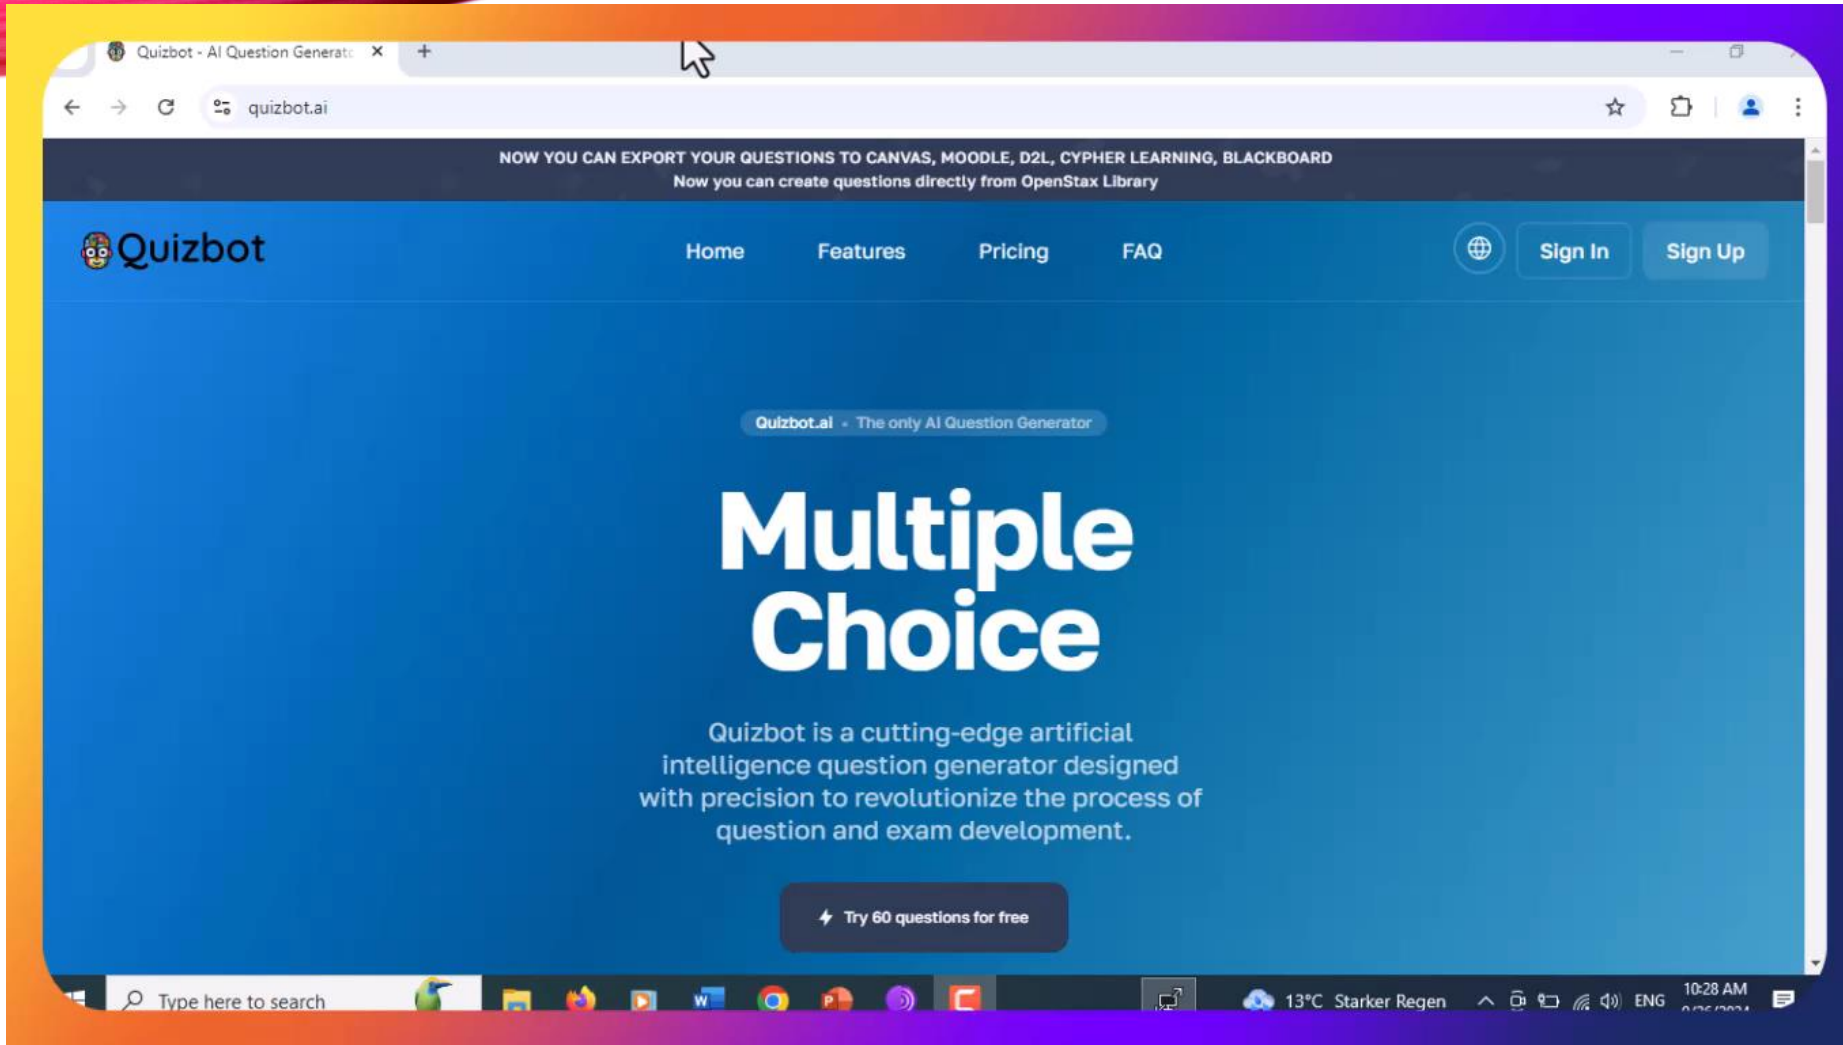 Quizbot - AI Question Generato
quizbot.ai
NOW YOU CAN EXPORT YOUR QUESTIONS TO CANVAS, MOODLE, D2L, CYPHER LEARNING, BLACKBOARD
Now you can create questions directly from OpenStax Library
Quizbot
Home
Features
Pricing
FAQ
Sign In
Sign Up
Quizbot.ai - The only AI Question Generator
Multiple
Choice
Quizbot is a cutting-edge artificial
intelligence question generator designed
with precision to revolutionize the process of
question and exam development.
Try 60 questions for free
Type here to search
13°C Starker Regen
ENG
10:28 AM